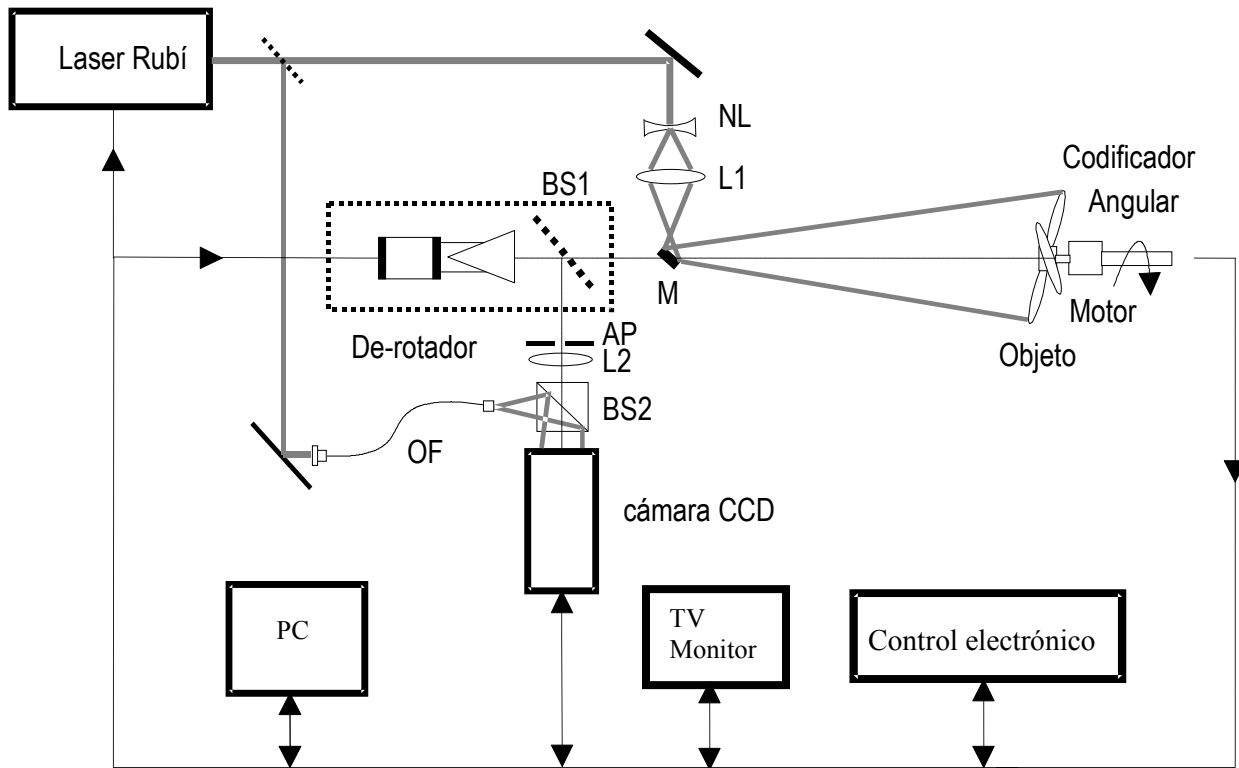 Laser Rubí
NL
L1
Codificador
Angular
BS1
M
Motor
Objeto
De-rotador
AP
L2
BS2
OF
cámara CCD
PC
TV
Monitor
Control electrónico